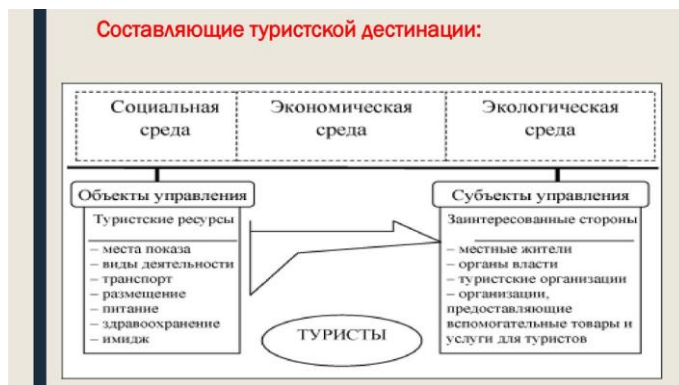 Составляющие туристской дестинации:
Социальная
среда
Экономическая
среда
Экологическая
среда
Объекты управления
Туристские ресурсы
– места показа
– виды деятельности
– транспорт
– размещение
– питание
– здравоохранение
– имидж
ТУРИСТЫ
Субъекты управления
Заинтересованные стороны
– местные жители
– органы власти
– туристские организации
– организации,
предоставляющие
вспомогательные товары и
услуги для туристов